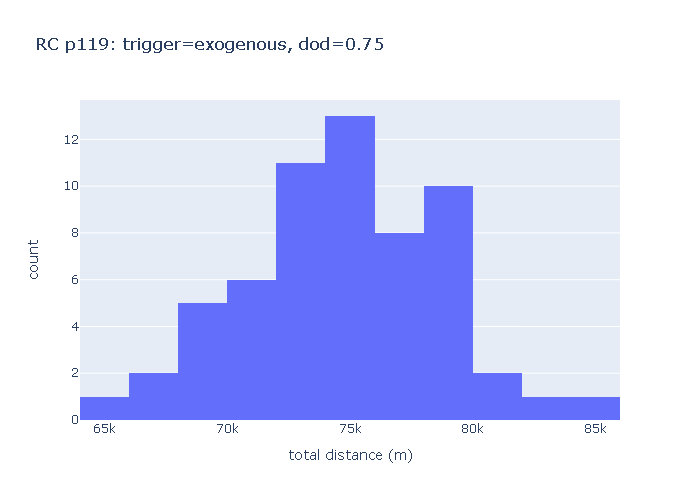 RC p119: trigger=exogenous, dod=0.75
count
12
10
8
6
4
2
0
65k 70k 75k 80k 85k
total distance (m)